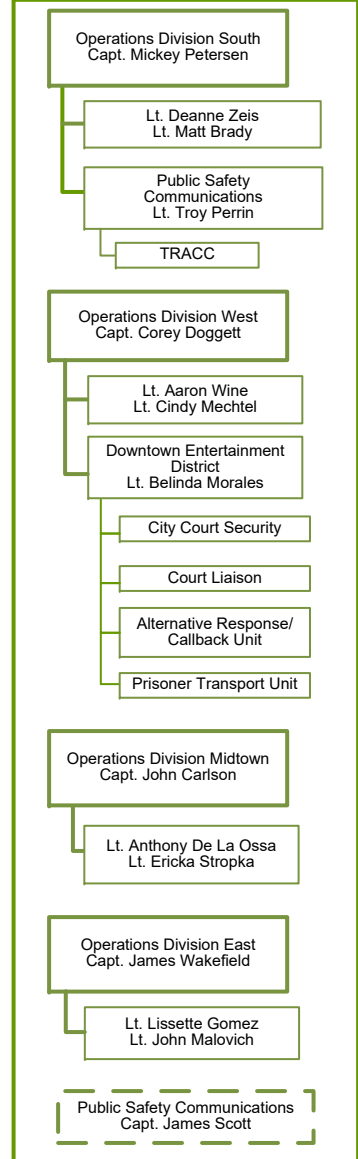 Operations Division South
Capt. Mickey Petersen
Lt. Deanne Zeis
Lt. Matt Brady
Public Safety
Communications
Lt. Troy Perrin
TRACC
Operations Division West
Capt. Corey Doggett
Lt. Aaron Wine
Lt. Cindy Mechtel
Downtown Entertainment
District
Lt. Belinda Morales
City Court Security
Court Liaison
Alternative Response/
Callback Unit
Prisoner Transport Unit
Operations Division Midtown
Capt. John Carlson
Lt. Anthony De La Ossa
Lt. Ericka Stropka
Operations Division East
Capt. James Wakefield
Lt. Lissette Gomez
Lt. John Malovich
Public Safety Communications
Capt. James Scott